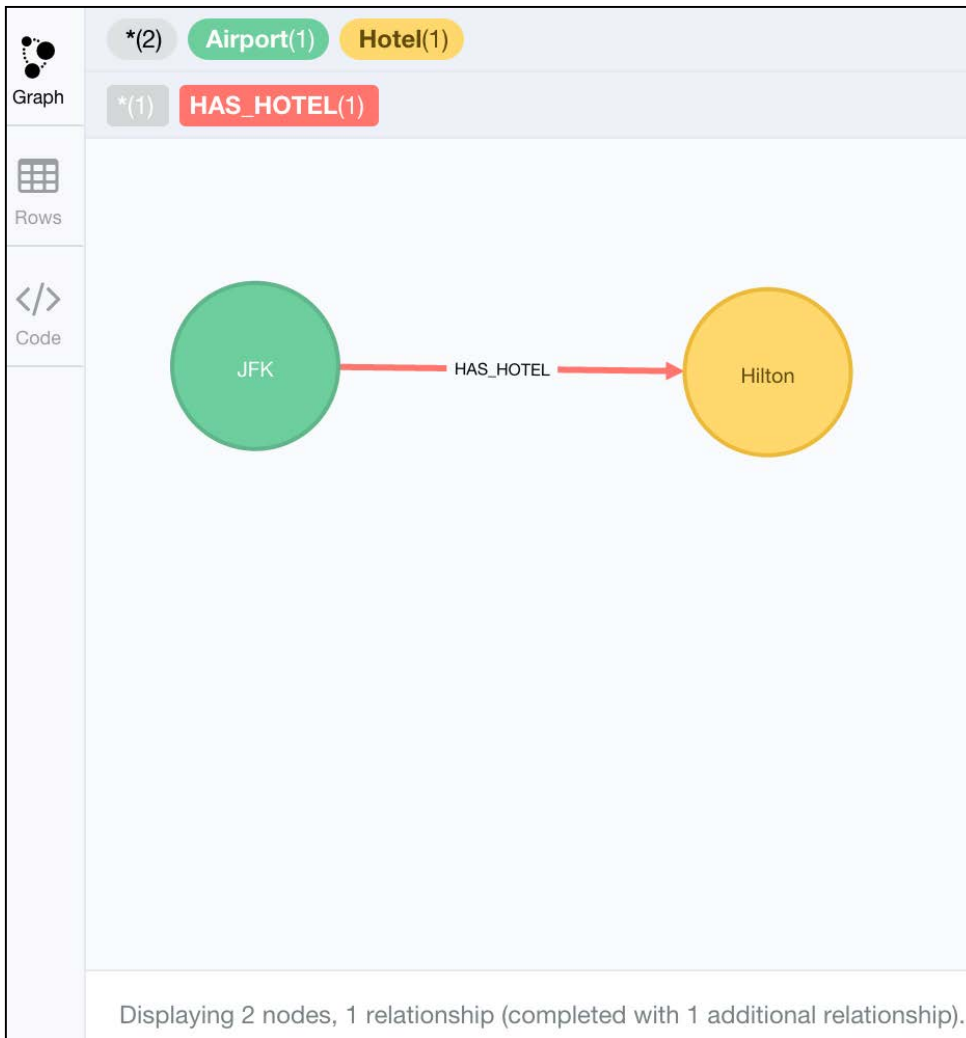 *(2) Airport(1) Hotel(1)
Graph
*(1) HAS_HOTEL(1)
Rows
Code
JFK HAS_HOTEL Hilton
Displaying 2 nodes, 1 relationship (completed with 1 additional relationship).